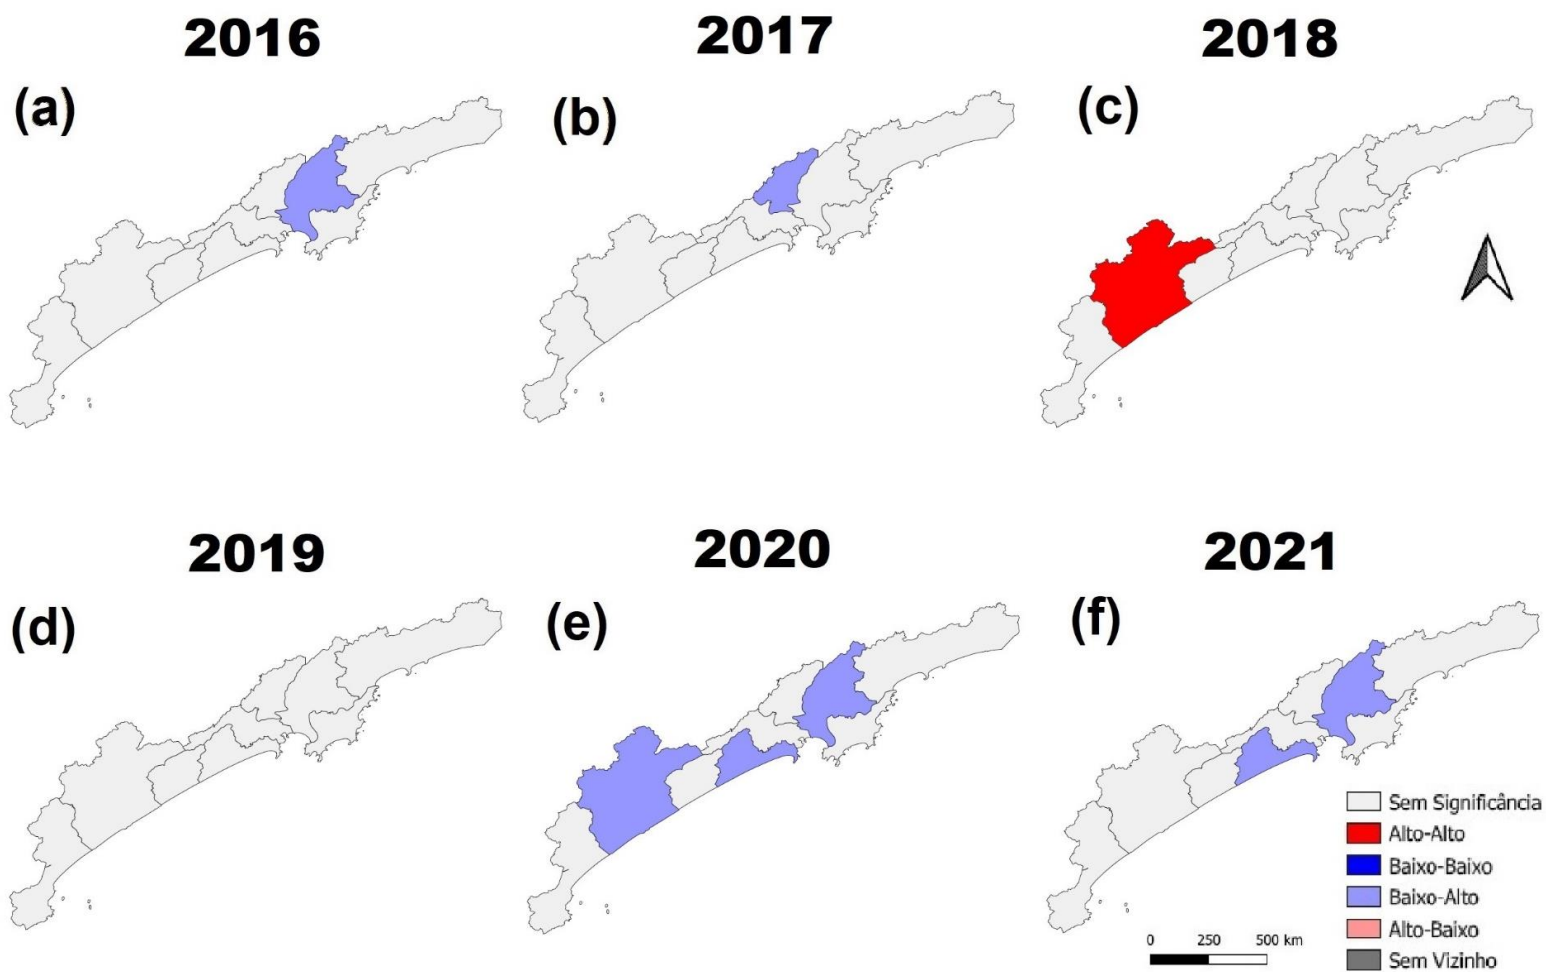 2016
2017
2018
(a)
(b)
(c)
2019
2020
2021
(d)
(e)
(f)
Sem Significância
Alto-Alto
Baixo-Baixo
Baixo-Alto
Alto-Baixo
Sem Vizinho
0 250 500 km